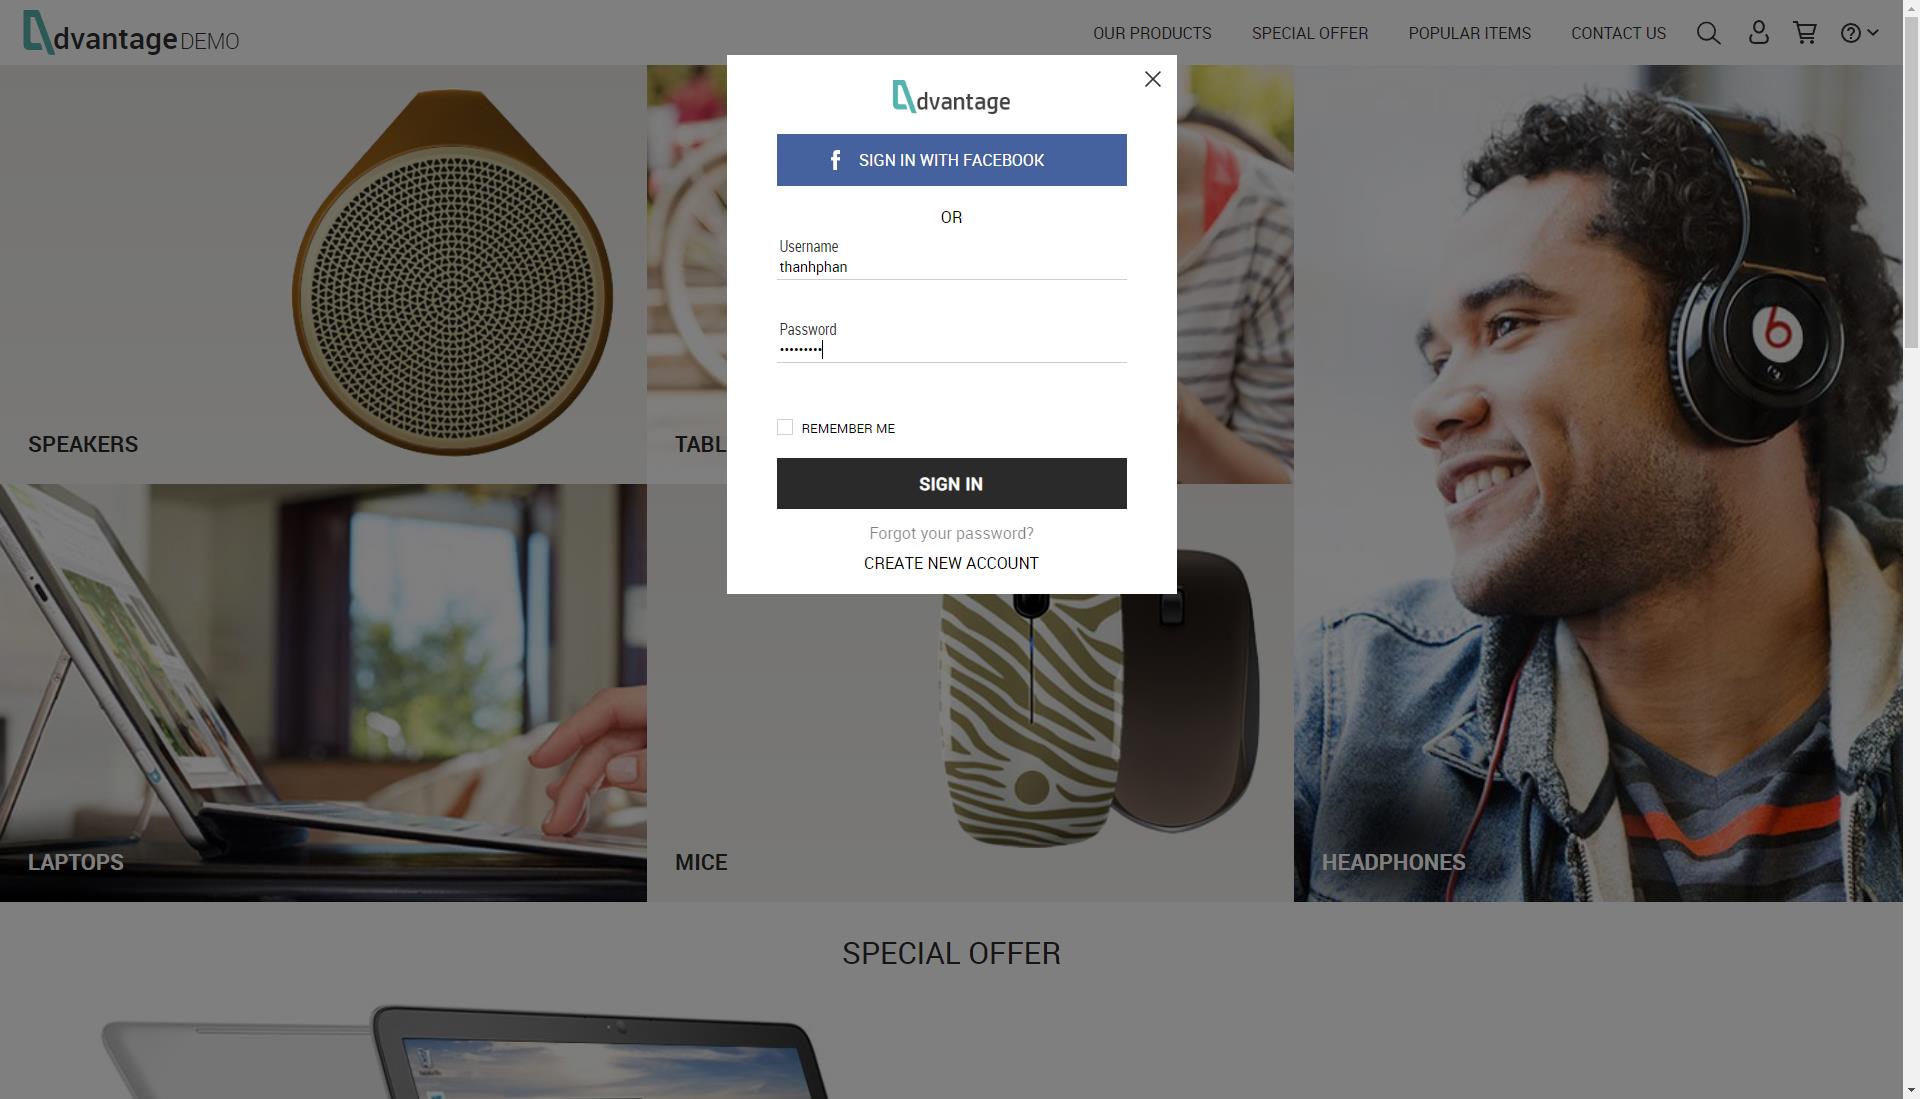 dvantage DEMO
OUR PRODUCTS
SPECIAL OFFER
POPULAR ITEMS
CONTACT US
dvantage
SIGN IN WITH FACEBOOK
OR
Username
thanhphan
Password
•••••••••
REMEMBER ME
SIGN IN
Forgot your password?
CREATE NEW ACCOUNT
SPEAKERS
TABL
LAPTOPS
MICE
HEADPHONES
SPECIAL OFFER